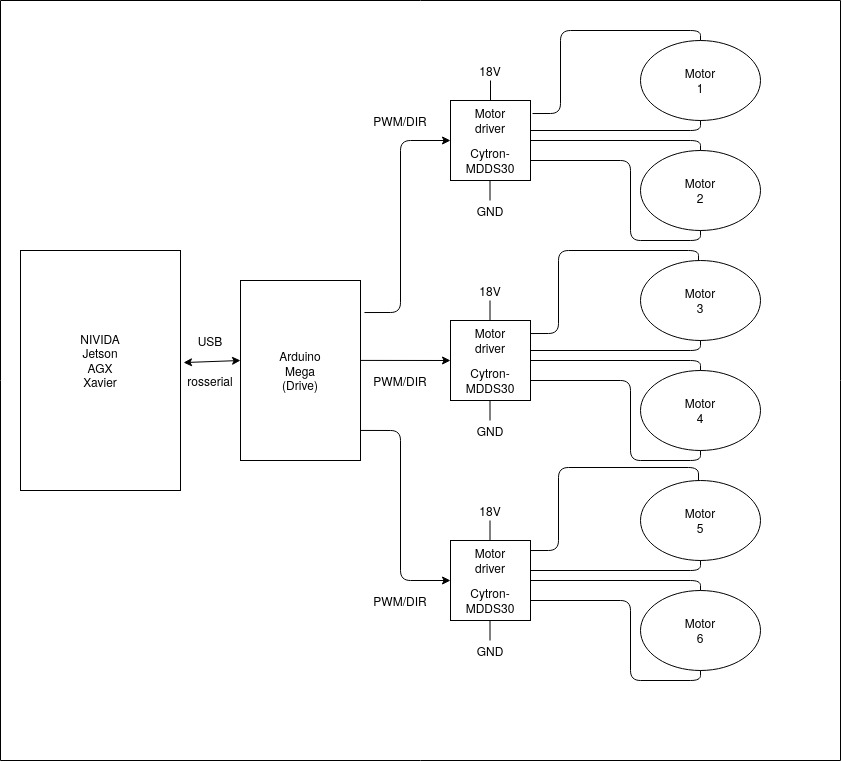 NIVIDA
Jetson
AGX
Xavier
USB
rosserial
Arduino
Mega
(Drive)
PWM/DIR
18V
Motor
driver
Cytron-
MDDS30
GND
Motor
1
Motor
2
PWM/DIR
18V
Motor
driver
Cytron-
MDDS30
GND
Motor
3
Motor
4
PWM/DIR
18V
Motor
driver
Cytron-
MDDS30
GND
Motor
5
Motor
6